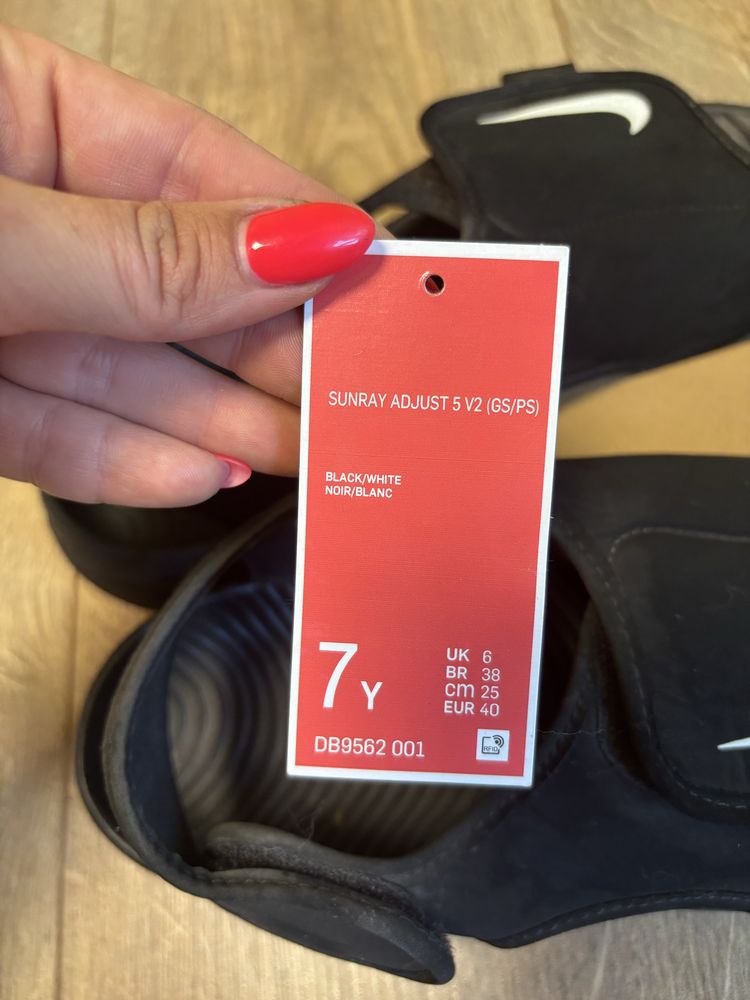 SUNRAY ADJUST 5 V2 (GS/PS)
BLACK/WHITE
NOIR/BLANC
7Y
UK 6
BR 38
cm 25
EUR 40
DB9562 001
RFID